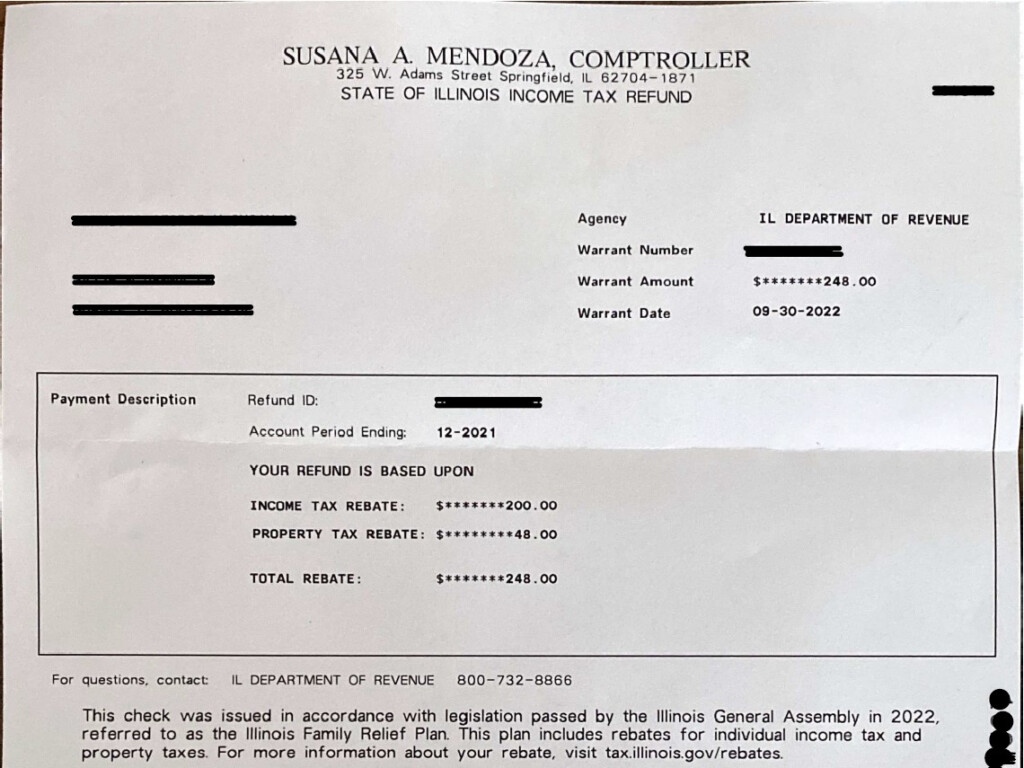 SUSANA A. MENDOZA, COMPTROLLER
325 W. Adams Street Springfield, IL 62704-1871
STATE OF ILLINOIS INCOME TAX REFUND
Agency IL DEPARTMENT OF REVENUE
Warrant Number
Warrant Amount $*******248.00
Warrant Date 09-30-2022
Payment Description Refund ID:
Account Period Ending: 12-2021
YOUR REFUND IS BASED UPON
INCOME TAX REBATE: $*******200.00
PROPERTY TAX REBATE: $********48.00
TOTAL REBATE: $*******248.00
For questions, contact: IL DEPARTMENT OF REVENUE 800-732-8866
This check was issued in accordance with legislation passed by the Illinois General Assembly in 2022,
referred to as the Illinois Family Relief Plan. This plan includes rebates for individual income tax and
property taxes. For more information about your rebate, visit tax.illinois.gov/rebates.